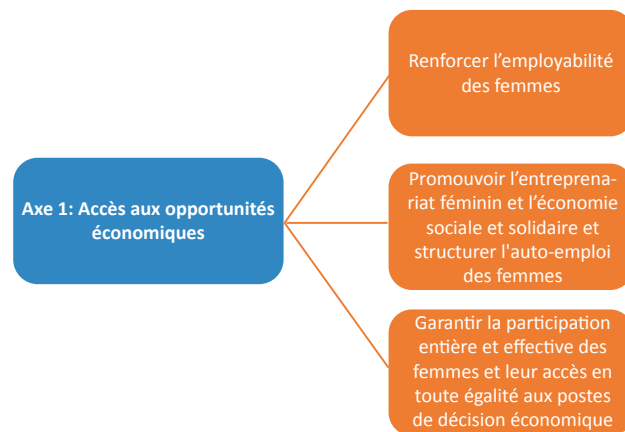 Renforcer l’employabilité
des femmes
Axe 1: Accès aux opportunités
économiques
Promouvoir l’entreprena-
riat féminin et l’économie
sociale et solidaire et
structurer l'auto-emploi
des femmes
Garantir la participation
entière et effective des
femmes et leur accès en
toute égalité aux postes
de décision économique